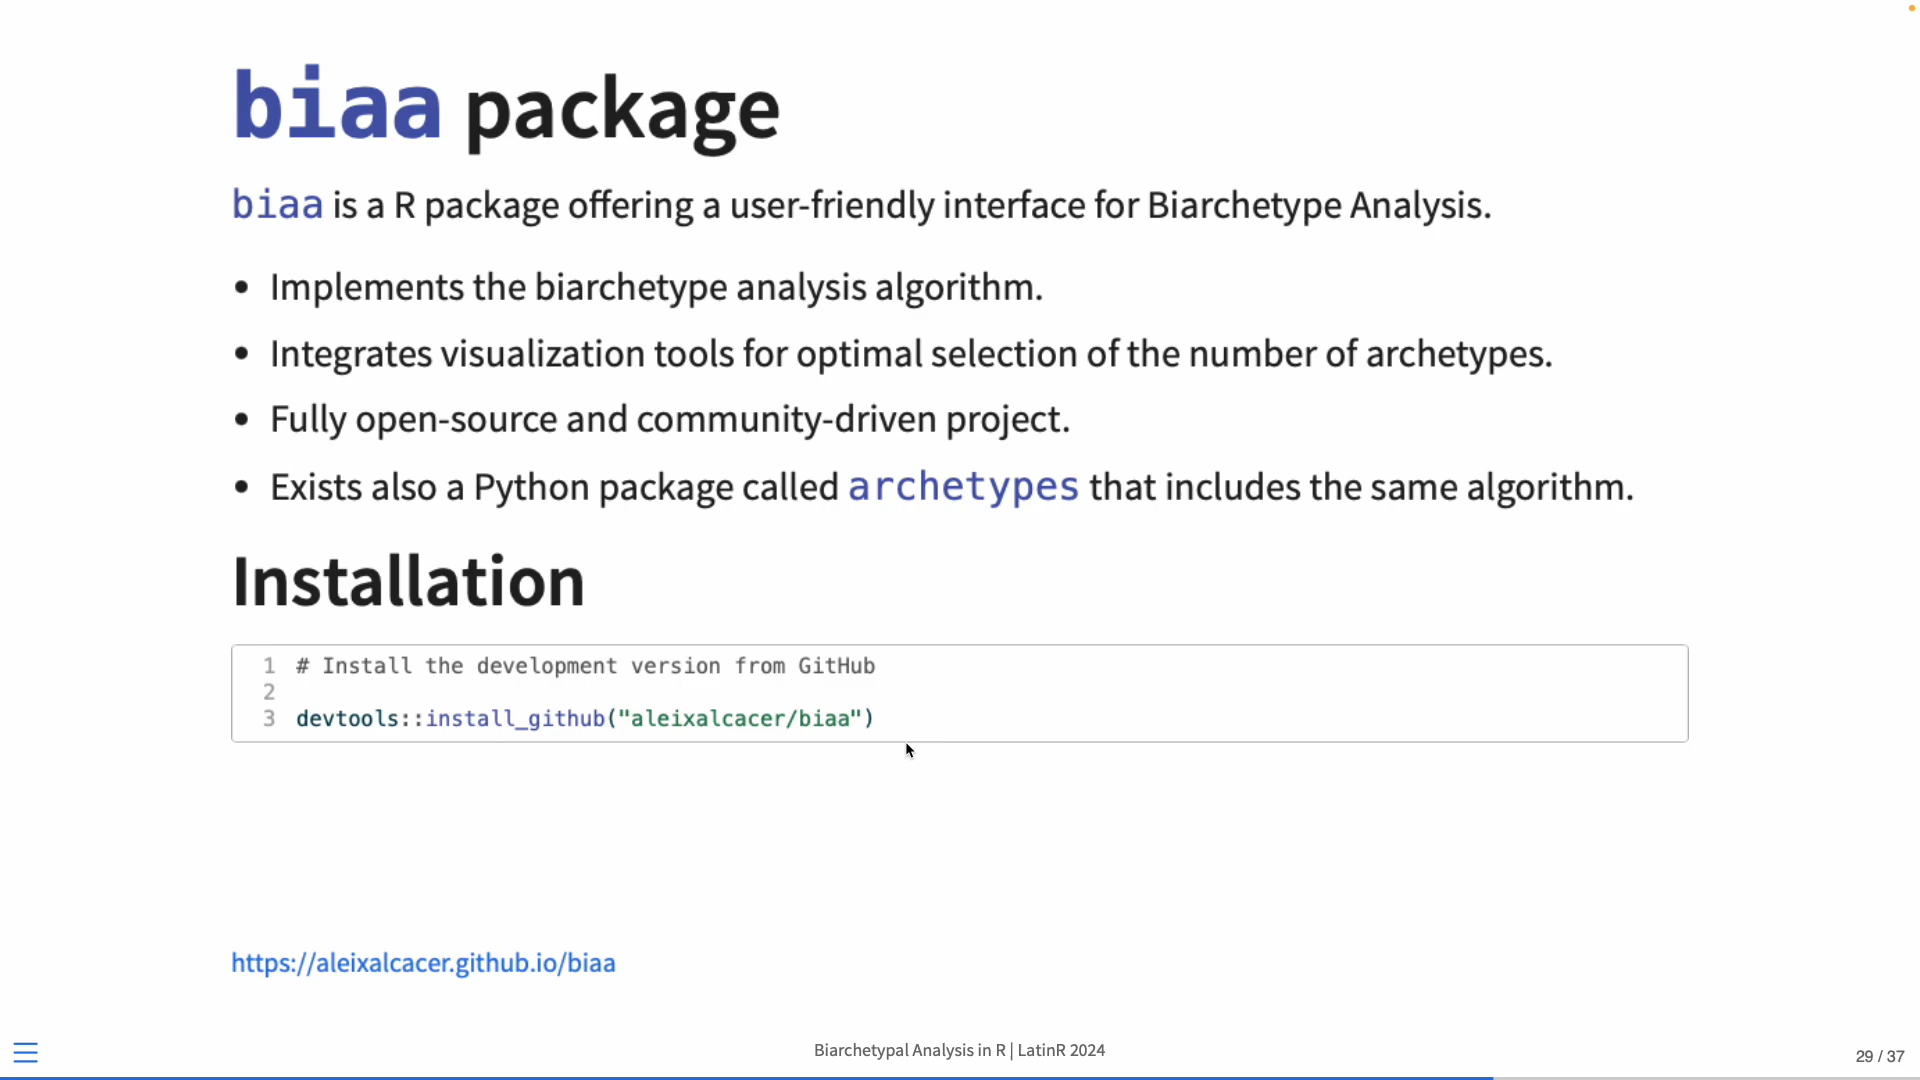 biaa package
biaa is a R package offering a user-friendly interface for Biarchetype Analysis.
• Implements the biarchetype analysis algorithm.
• Integrates visualization tools for optimal selection of the number of archetypes.
• Fully open-source and community-driven project.
• Exists also a Python package called archetypes that includes the same algorithm.
Installation
1 # Install the development version from GitHub
2
3 devtools::install_github("aleixalcacer/biaa")
https://aleixalcacer.github.io/biaa
Biarchetypal Analysis in R | LatinR 2024
29 / 37